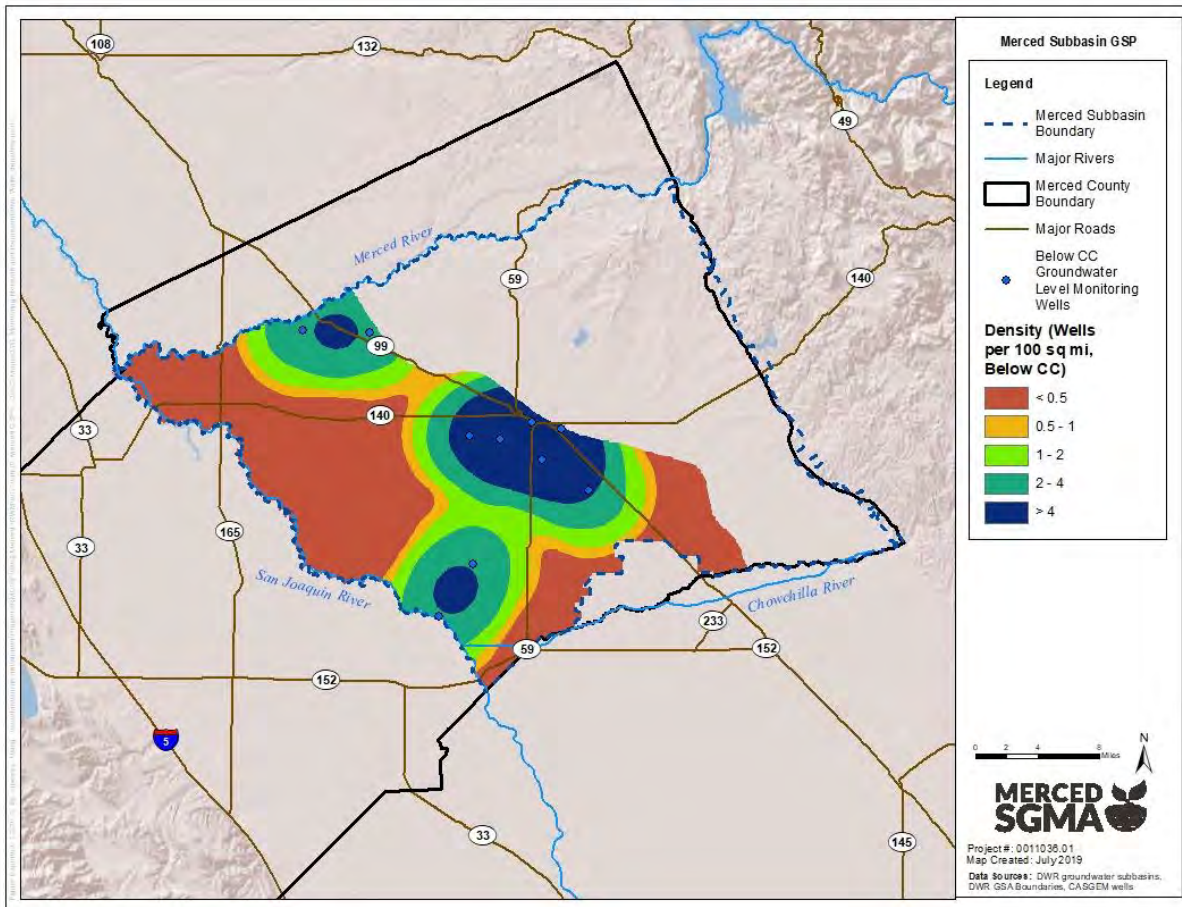 108
132
49
Merced River
59
140
99
140
33
165
33
San Joaquin River
Chowchilla River
233
59
152
152
5
33
145
Merced Subbasin GSP
Legend
Merced Subbasin
Boundary
Major Rivers
Merced County
Boundary
Major Roads
Below CC
Groundwater
Level Monitoring
Wells
Density (Wells
per 100 sq mi,
Below CC)
< 0.5
0.5 - 1
1 - 2
2 - 4
> 4
N
0 2 4 8
Miles
MERCED
SGMA
Project #: 0011036.01
Map Created: July 2019
Data Sources: DWR groundwater subbasins,
DWR GSA Boundaries, CASGEM wells